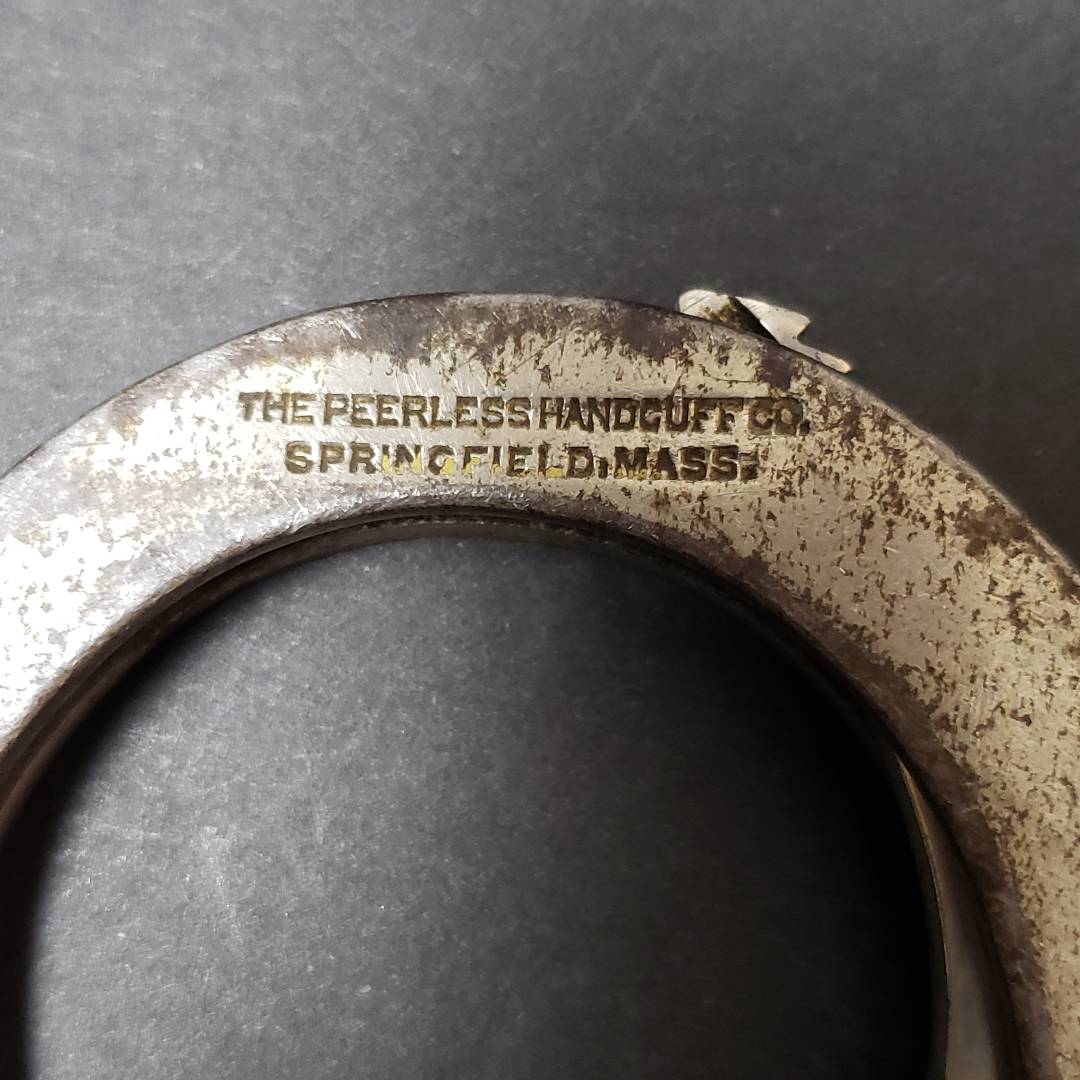 THE PEERLESS HANDCUFF CO.
SPRINGFIELD, MASS.